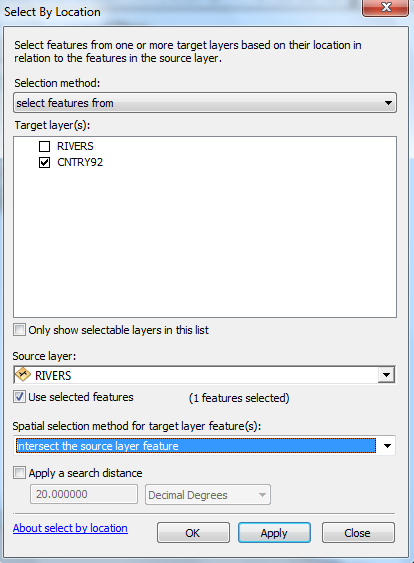 Select By Location
Select features from one or more target layers based on their location in
relation to the features in the source layer.
Selection method:
select features from
Target layer(s):
RIVERS
CNTRY92
Only show selectable layers in this list
Source layer:
RIVERS
Use selected features (1 features selected)
Spatial selection method for target layer feature(s):
intersect the source layer feature
Apply a search distance
20.000000 Decimal Degrees
About select by location OK Apply Close